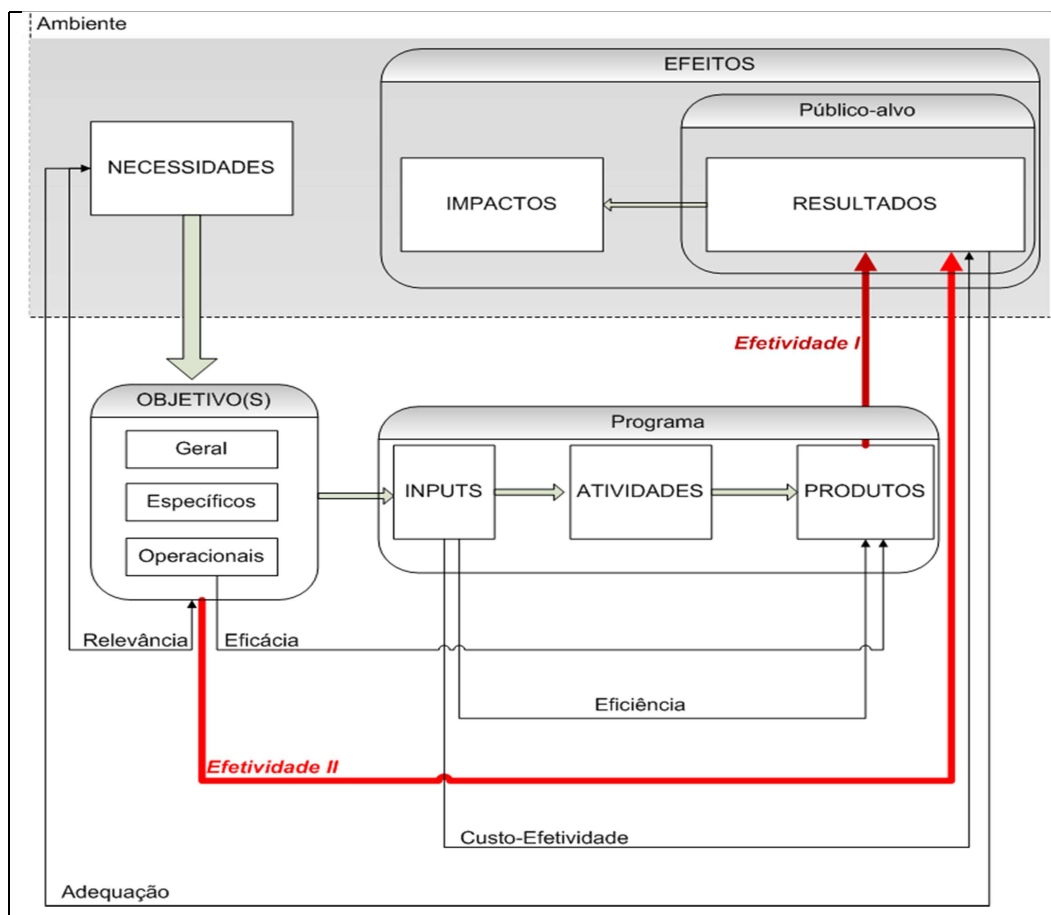 Ambiente
EFEITOS
Público-alvo
NECESSIDADES
IMPACTOS
RESULTADOS
Efetividade I
OBJETIVO(S)
Geral
Específicos
Operacionais
Programa
INPUTS
ATIVIDADES
PRODUTOS
Relevância
Eficácia
Eficiência
Efetividade II
Custo-Efetividade
Adequação